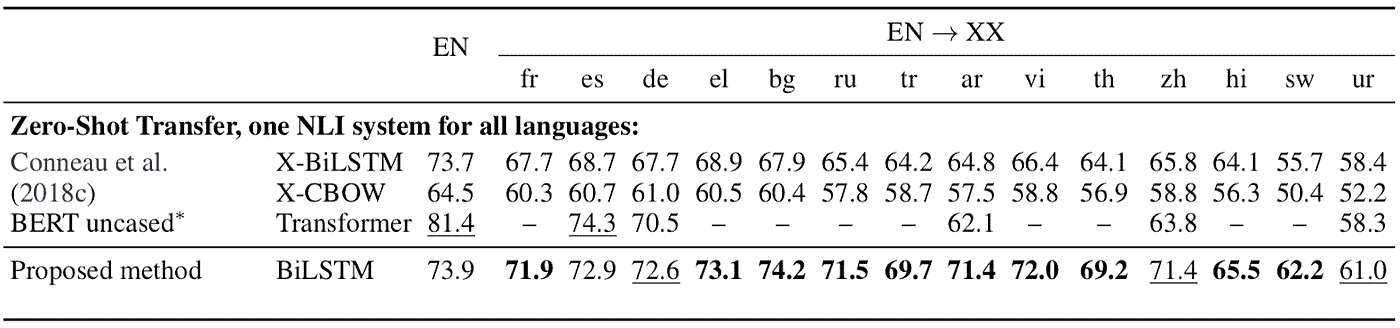 EN → XX
EN
fr es de el bg ru tr ar vi th zh hi sw ur
Zero-Shot Transfer, one NLI system for all languages:
Conneau et al. X-BiLSTM 73.7 67.7 68.7 67.7 68.9 67.9 65.4 64.2 64.8 66.4 64.1 65.8 64.1 55.7 58.4
(2018c) X-CBOW 64.5 60.3 60.7 61.0 60.5 60.4 57.8 58.7 57.5 58.8 56.9 58.8 56.3 50.4 52.2
BERT uncased* Transformer 81.4 – 74.3 70.5 – – – – 62.1 – – 63.8 – – 58.3
Proposed method BiLSTM 73.9 71.9 72.9 72.6 73.1 74.2 71.5 69.7 71.4 72.0 69.2 71.4 65.5 62.2 61.0